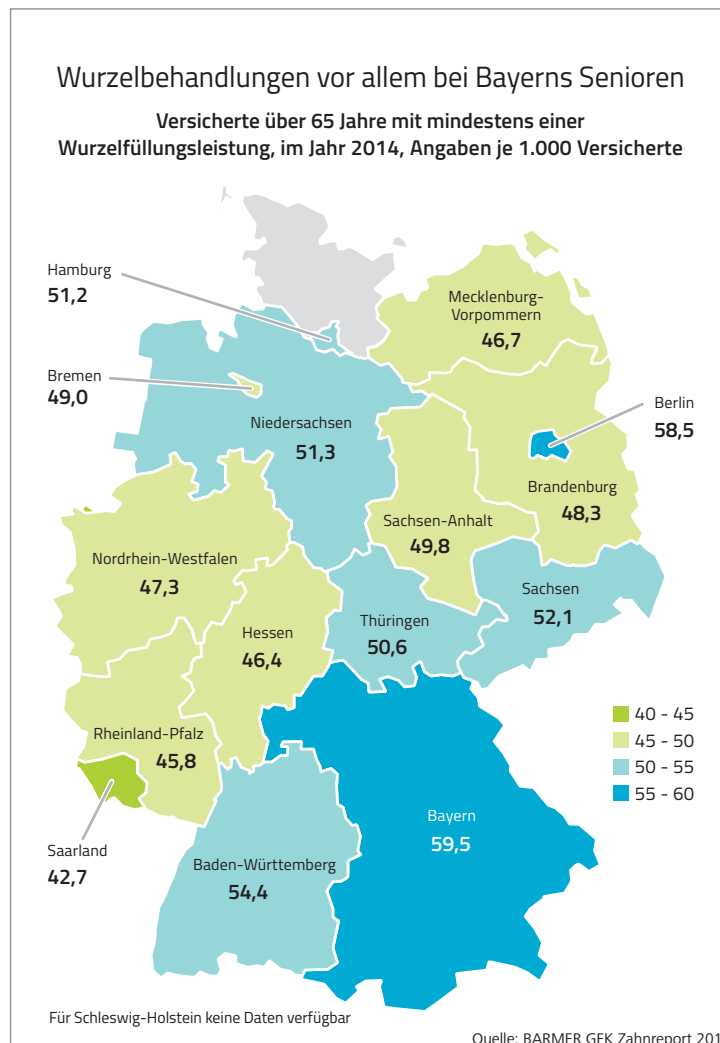 Wurzelbehandlungen vor allem bei Bayerns Senioren
Versicherte über 65 Jahre mit mindestens einer
Wurzelfüllungsleistung, im Jahr 2014, Angaben je 1.000 Versicherte
Hamburg
51,2
Mecklenburg-
Vorpommern
46,7
Bremen
49,0
Niedersachsen
51,3
Berlin
58,5
Brandenburg
48,3
Sachsen-Anhalt
49,8
Nordrhein-Westfalen
47,3
Sachsen
52,1
Thüringen
50,6
Hessen
46,4
Rheinland-Pfalz
45,8
40 - 45
45 - 50
50 - 55
55 - 60
Saarland
42,7
Bayern
59,5
Baden-Württemberg
54,4
Für Schleswig-Holstein keine Daten verfügbar
Quelle: BARMER GEK Zahnreport 201